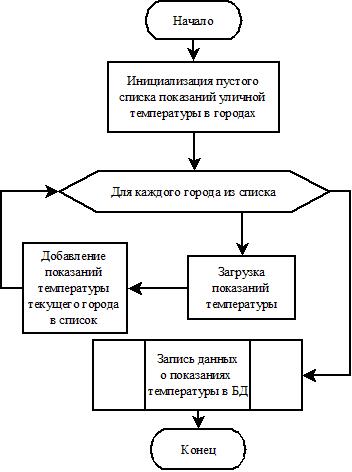 Начало
Инициализация пустого
списка показаний уличной
температуры в городах
Для каждого города из списка
Добавление
показаний
температуры
текущего города
в список
Загрузка
показаний
температуры
Запись данных
о показаниях
температуры в БД
Конец